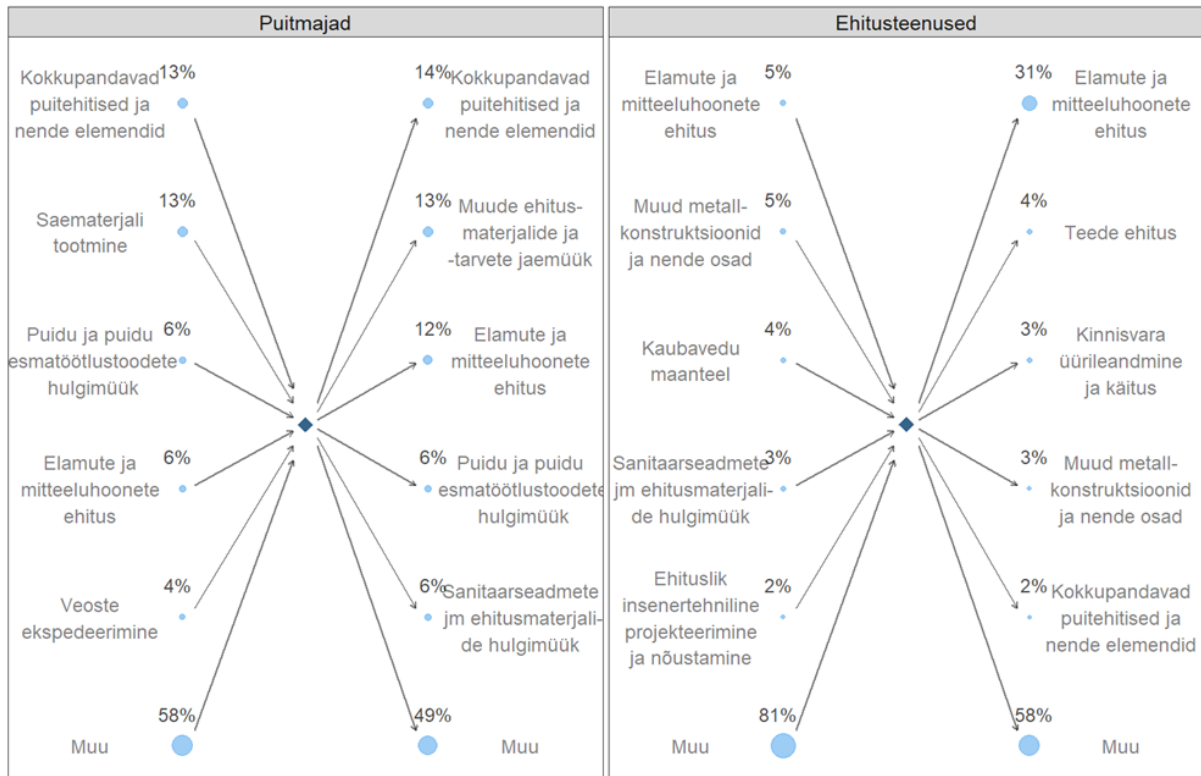 Puitmajad
13%
Kokkupandavad
puitehitised ja
nende elemendid
14%
Kokkupandavad
puitehitised ja
nende elemendid
13%
Saematerjali
tootmine
13%
Muude ehitus-
materjalide ja
-tarvete jaemüük
6%
Puidu ja puidu
esmatöötlustoodete
hulgimüük
12%
Elamute ja
mitteeluhoonete
ehitus
6%
Elamute ja
mitteeluhoonete
ehitus
6%
Puidu ja puidu
esmatöötlustoodete
hulgimüük
4%
Veoste
ekspedeerimine
6%
Sanitaarseadmete
jm ehitusmaterjali-
de hulgimüük
58%
Muu
49%
Muu
Ehitusteenused
5%
Elamute ja
mitteeluhoonete
ehitus
31%
Elamute ja
mitteeluhoonete
ehitus
5%
Muud metall-
konstruktsioonid
ja nende osad
4%
Teede ehitus
4%
Kaubavedu
maanteel
3%
Kinnisvara
üürileandmine
ja käitus
3%
Sanitaarseadmete
jm ehitusmaterjali-
de hulgimüük
3%
Muud metall-
konstruktsioonid
ja nende osad
2%
Ehituslik
insenertehniline
projekteerimine
ja nõustamine
2%
Kokkupandavad
puitehitised ja
nende elemendid
81%
Muu
58%
Muu